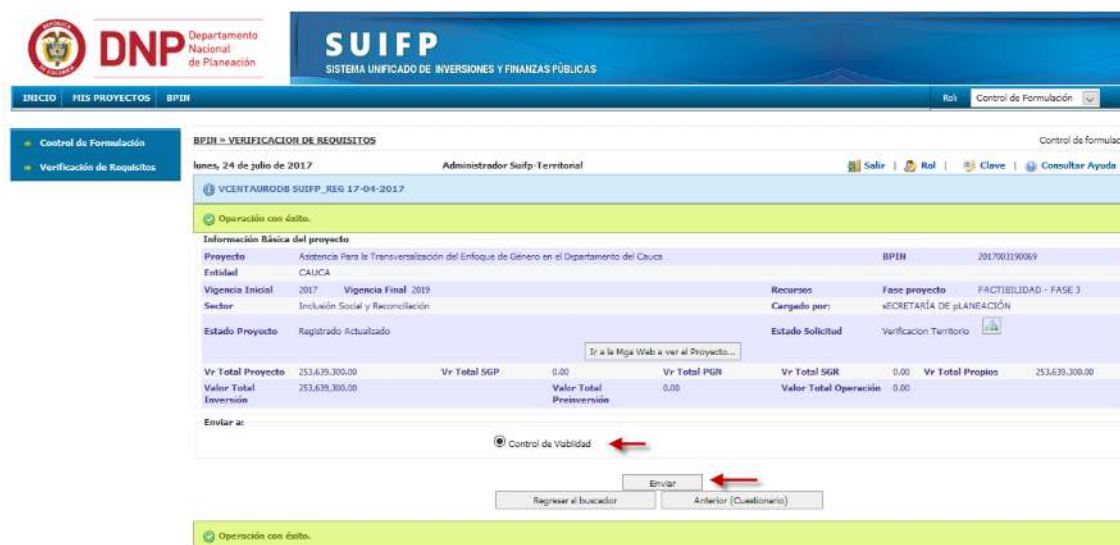 DNP Departamento
Nacional
de Planeación
SUIFP
SISTEMA UNIFICADO DE INVERSIONES Y FINANZAS PÚBLICAS
INICIO MIS PROYECTOS BPIN Rol: Control de Formulación
Control de Formulación
Verificación de Requisitos
BPIN » VERIFICACION DE REQUISITOS Control de formulac
lunes, 24 de julio de 2017 Administrador Suifp-Territorial Salir | Rol | Clave | Consultar Ayuda
VCENTAURODB SUIFP_REG 17-04-2017
Operación con éxito.
Información Básica del proyecto
Proyecto Asistencia Para la Transversalización del Enfoque de Género en el Departamento del Cauca BPIN 2017003190069
Entidad CAUCA
Vigencia Inicial 2017 Vigencia Final 2019 Recursos Fase proyecto FACTIBILIDAD - FASE 3
Sector Inclusión Social y Reconciliación Cargado por: sECRETARÍA DE pLANEACIÓN
Estado Proyecto Registrado Actualizado Estado Solicitud Verificacion Territorio
Ir a la Mga Web a ver el Proyecto...
Vr Total Proyecto 253,639,300.00 Vr Total SGP 0.00 Vr Total PGN Vr Total SGR 0.00 Vr Total Propios 253,639,300.00
Valor Total Inversión 253,639,300.00 Valor Total Preinversión 0.00 Valor Total Operación 0.00
Enviar a:
Control de Viabilidad
Enviar
Regresar al buscador Anterior (Cuestionario)
Operación con éxito.